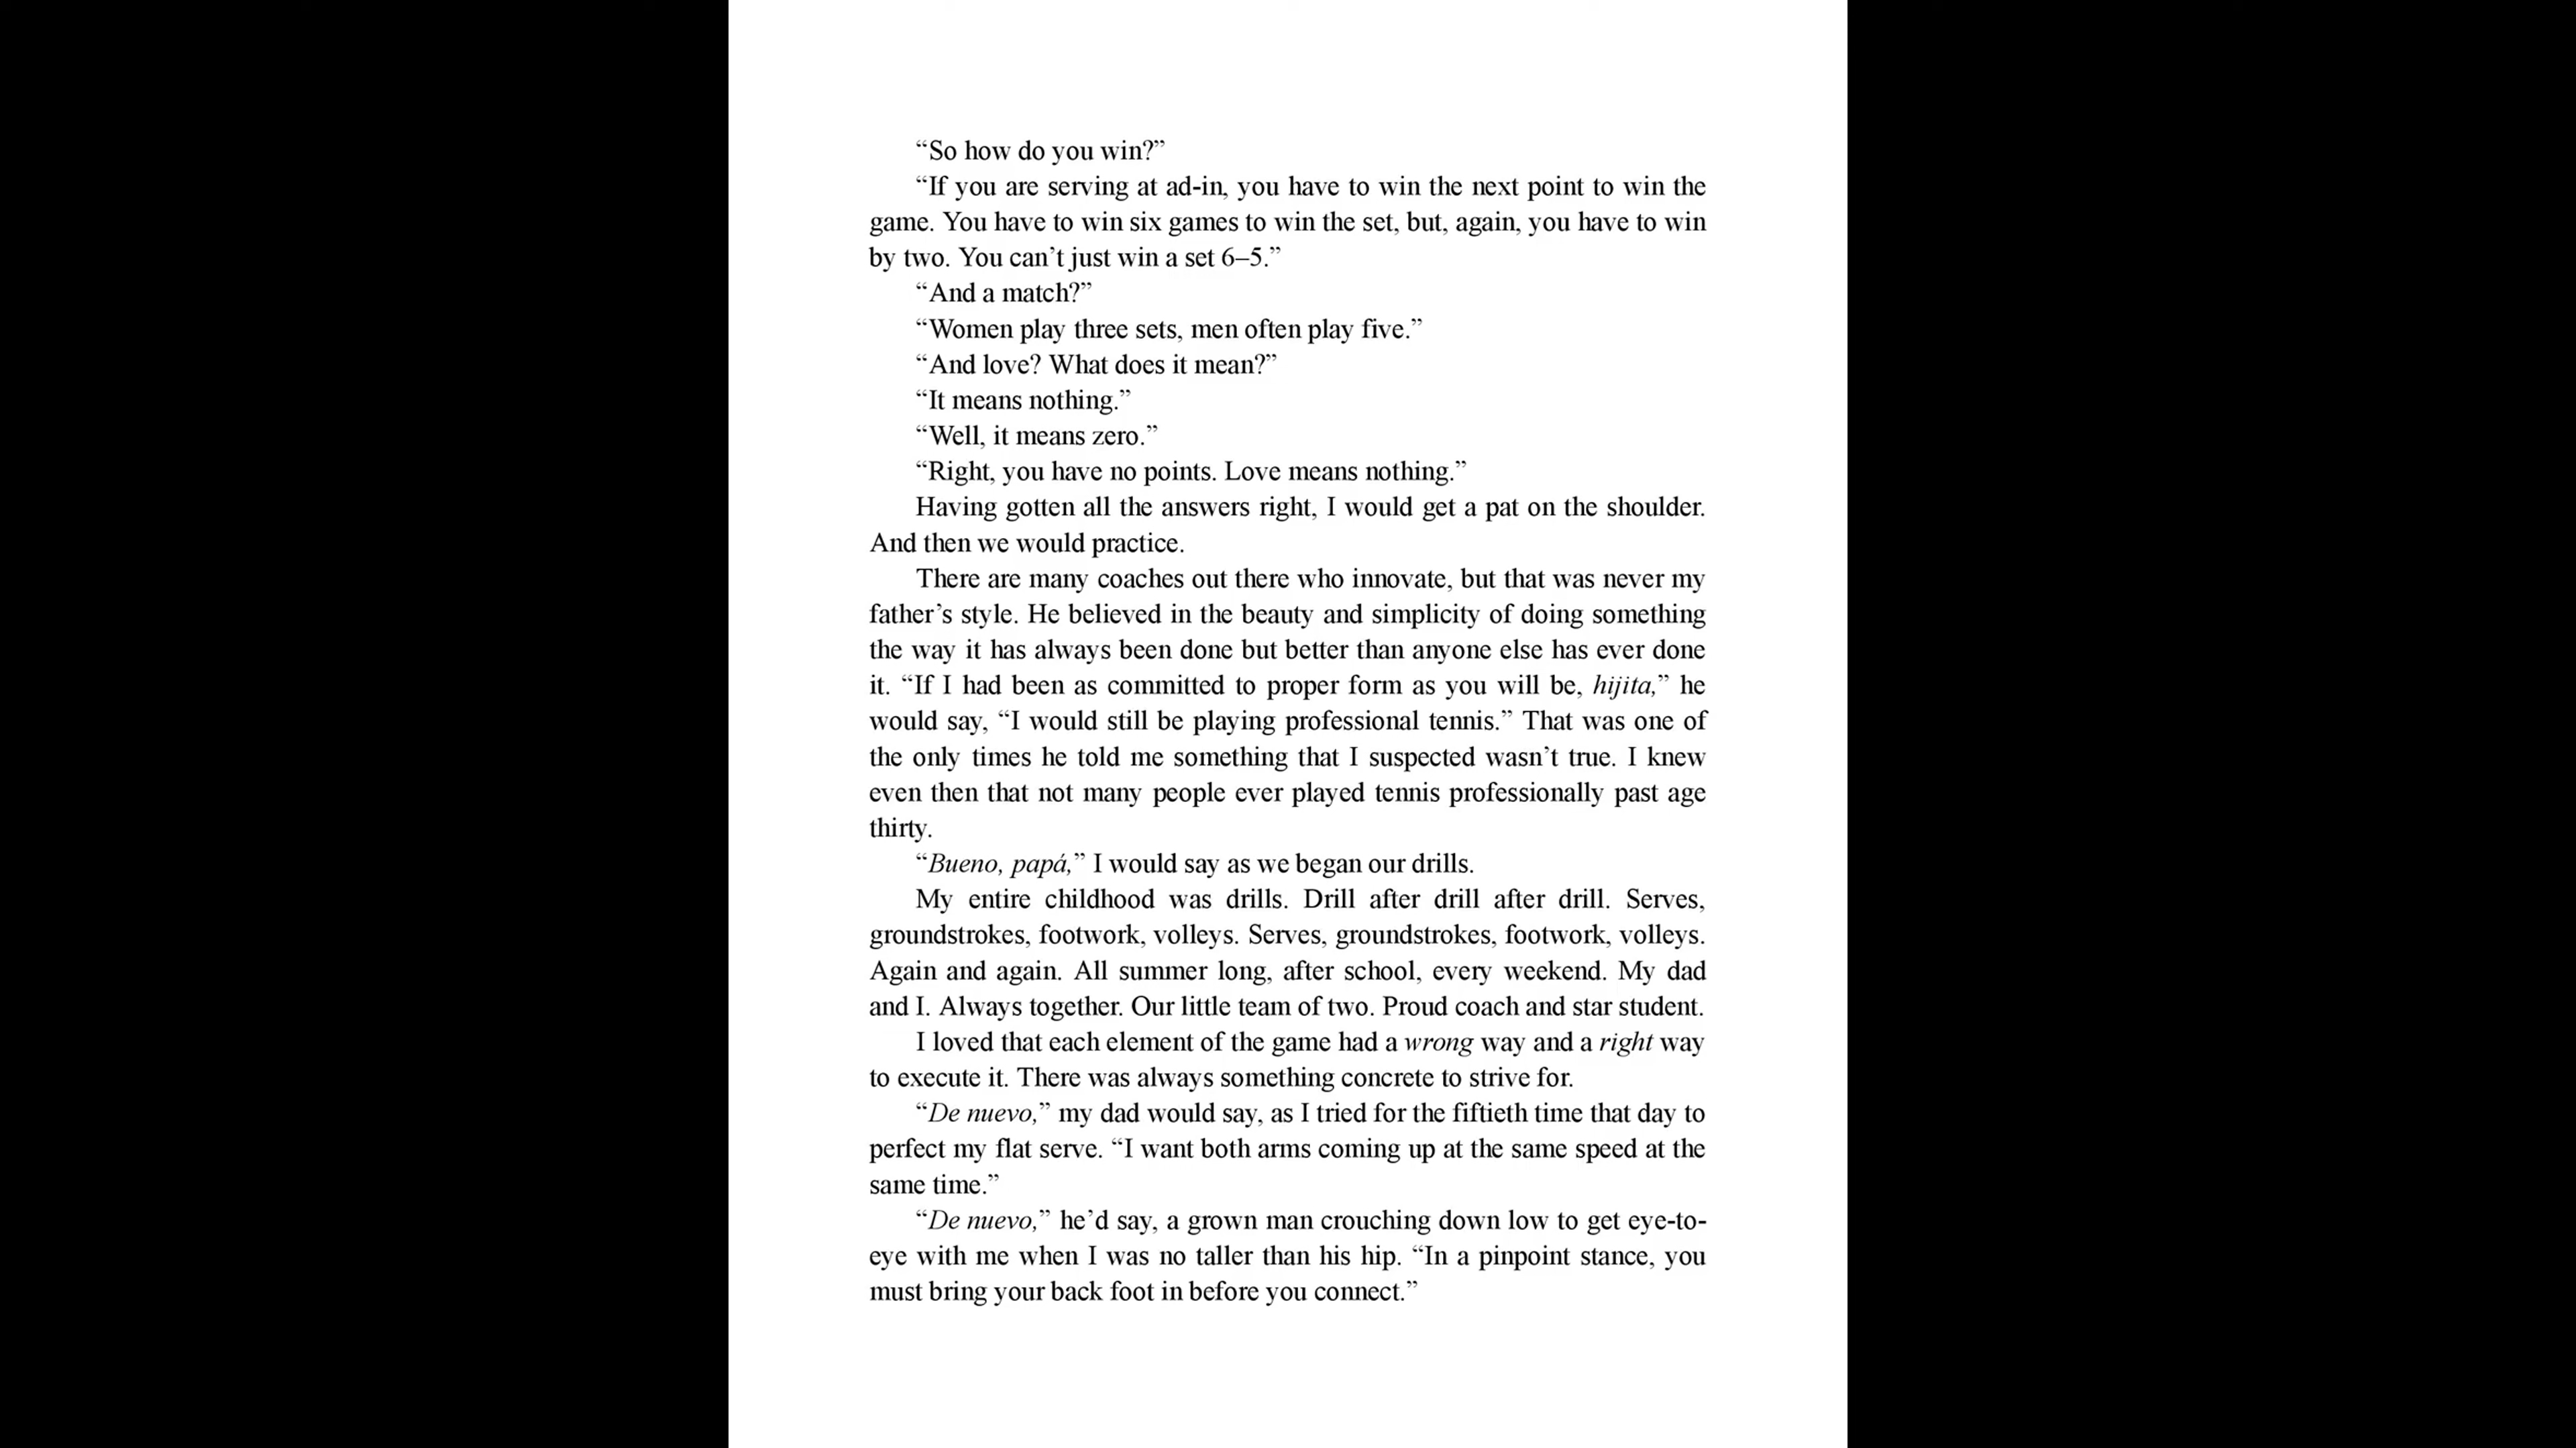 “So how do you win?”
“If you are serving at ad-in, you have to win the next point to win the
game. You have to win six games to win the set, but, again, you have to win
by two. You can’t just win a set 6–5.”
“And a match?”
“Women play three sets, men often play five.”
“And love? What does it mean?”
“It means nothing.”
“Well, it means zero.”
“Right, you have no points. Love means nothing.”
Having gotten all the answers right, I would get a pat on the shoulder.
And then we would practice.
There are many coaches out there who innovate, but that was never my
father’s style. He believed in the beauty and simplicity of doing something
the way it has always been done but better than anyone else has ever done
it. “If I had been as committed to proper form as you will be, hijita,” he
would say, “I would still be playing professional tennis.” That was one of
the only times he told me something that I suspected wasn’t true. I knew
even then that not many people ever played tennis professionally past age
thirty.
“Bueno, papá,” I would say as we began our drills.
My entire childhood was drills. Drill after drill after drill. Serves,
groundstrokes, footwork, volleys. Serves, groundstrokes, footwork, volleys.
Again and again. All summer long, after school, every weekend. My dad
and I. Always together. Our little team of two. Proud coach and star student.
I loved that each element of the game had a wrong way and a right way
to execute it. There was always something concrete to strive for.
“De nuevo,” my dad would say, as I tried for the fiftieth time that day to
perfect my flat serve. “I want both arms coming up at the same speed at the
same time.”
“De nuevo,” he’d say, a grown man crouching down low to get eye-to-
eye with me when I was no taller than his hip. “In a pinpoint stance, you
must bring your back foot in before you connect.”